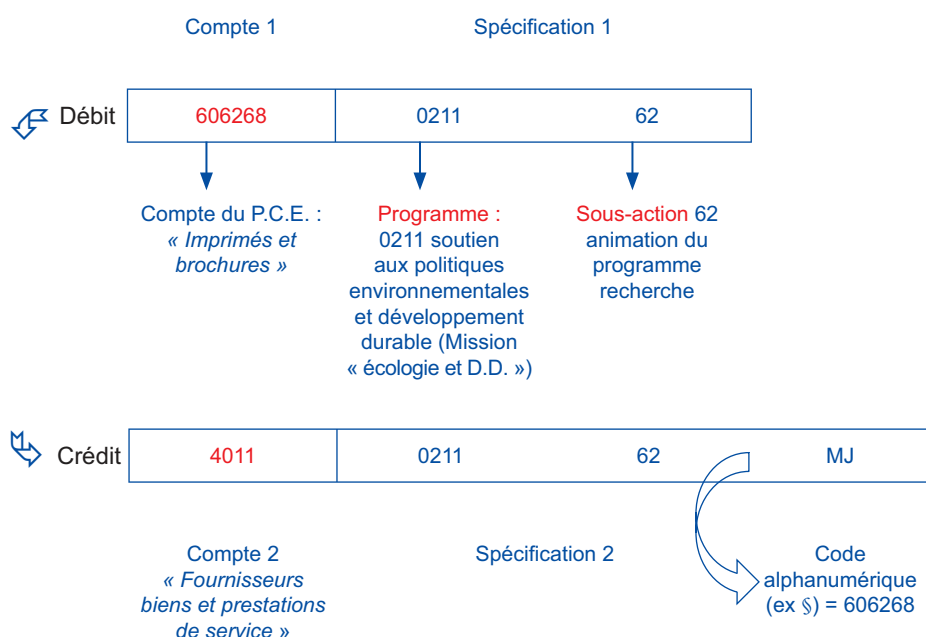 Compte 1
Spécification 1
Débit
606268
0211
62
Compte du P.C.E. :
« Imprimés et
brochures »
Programme :
0211 soutien
aux politiques
environnementales
et développement
durable (Mission
« écologie et D.D. »)
Sous-action 62
animation du
programme
recherche
Crédit
4011
0211
62
MJ
Compte 2
« Fournisseurs
biens et prestations
de service »
Spécification 2
Code
alphanumérique
(ex §) = 606268